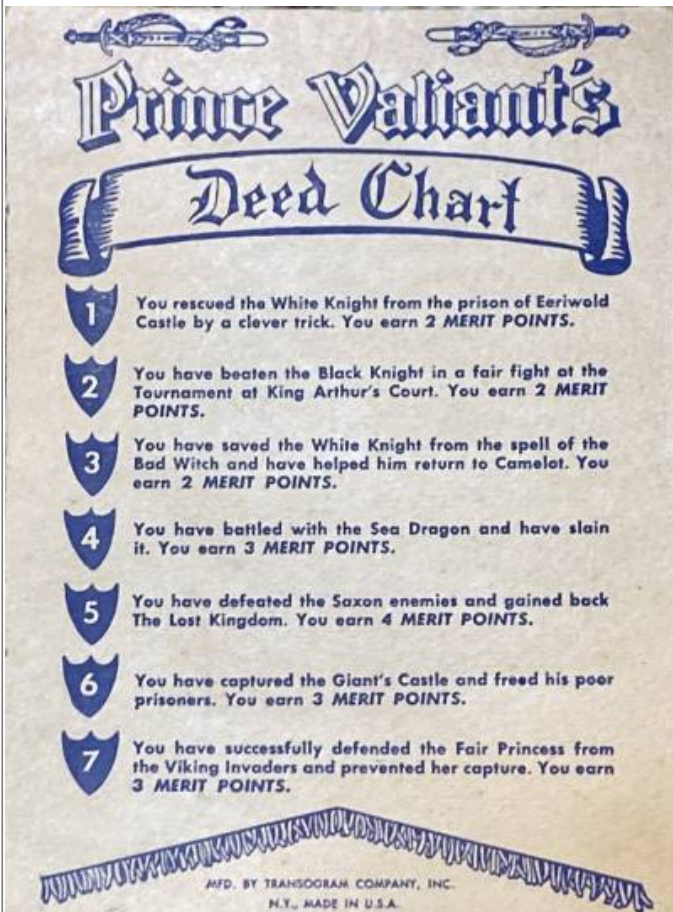 Prince Valiant's
Deed Chart
1 You rescued the White Knight from the prison of Eeriwold
Castle by a clever trick. You earn 2 MERIT POINTS.
2 You have beaten the Black Knight in a fair fight at the
Tournament at King Arthur's Court. You earn 2 MERIT
POINTS.
3 You have saved the White Knight from the spell of the
Bad Witch and have helped him return to Camelot. You
earn 2 MERIT POINTS.
4 You have battled with the Sea Dragon and have slain
it. You earn 3 MERIT POINTS.
5 You have defeated the Saxon enemies and gained back
The Lost Kingdom. You earn 4 MERIT POINTS.
6 You have captured the Giant's Castle and freed his poor
prisoners. You earn 3 MERIT POINTS.
7 You have successfully defended the Fair Princess from
the Viking Invaders and prevented her capture. You earn
3 MERIT POINTS.
MFD. BY TRANSOGRAM COMPANY, INC.
N.Y., MADE IN U.S.A.